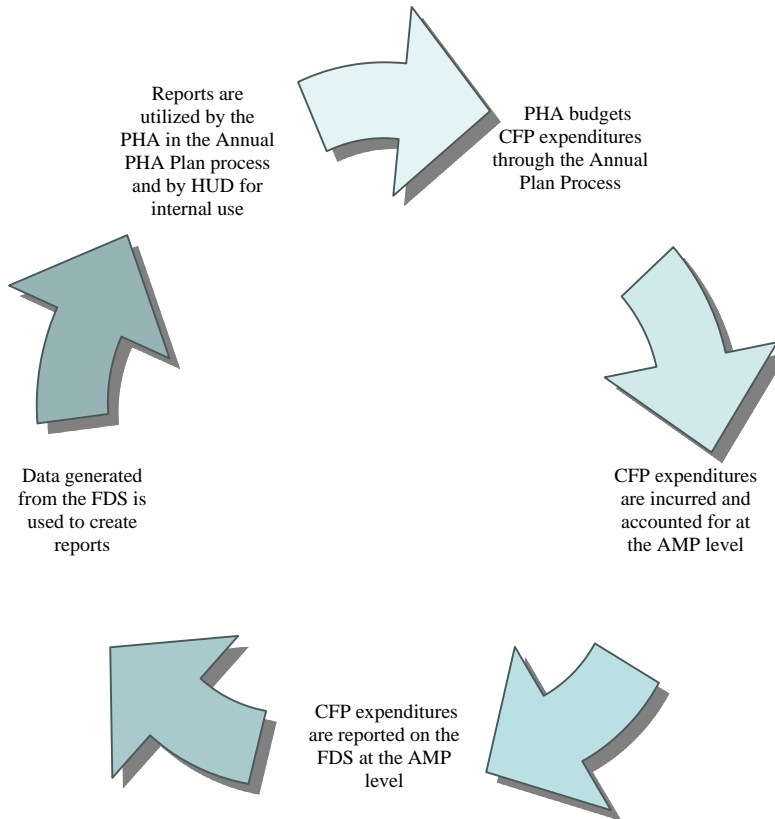 Reports are
utilized by the
PHA in the Annual
PHA Plan process
and by HUD for
internal use
PHA budgets
CFP expenditures
through the Annual
Plan Process
CFP expenditures
are incurred and
accounted for at
the AMP level
CFP expenditures
are reported on the
FDS at the AMP
level
Data generated
from the FDS is
used to create
reports